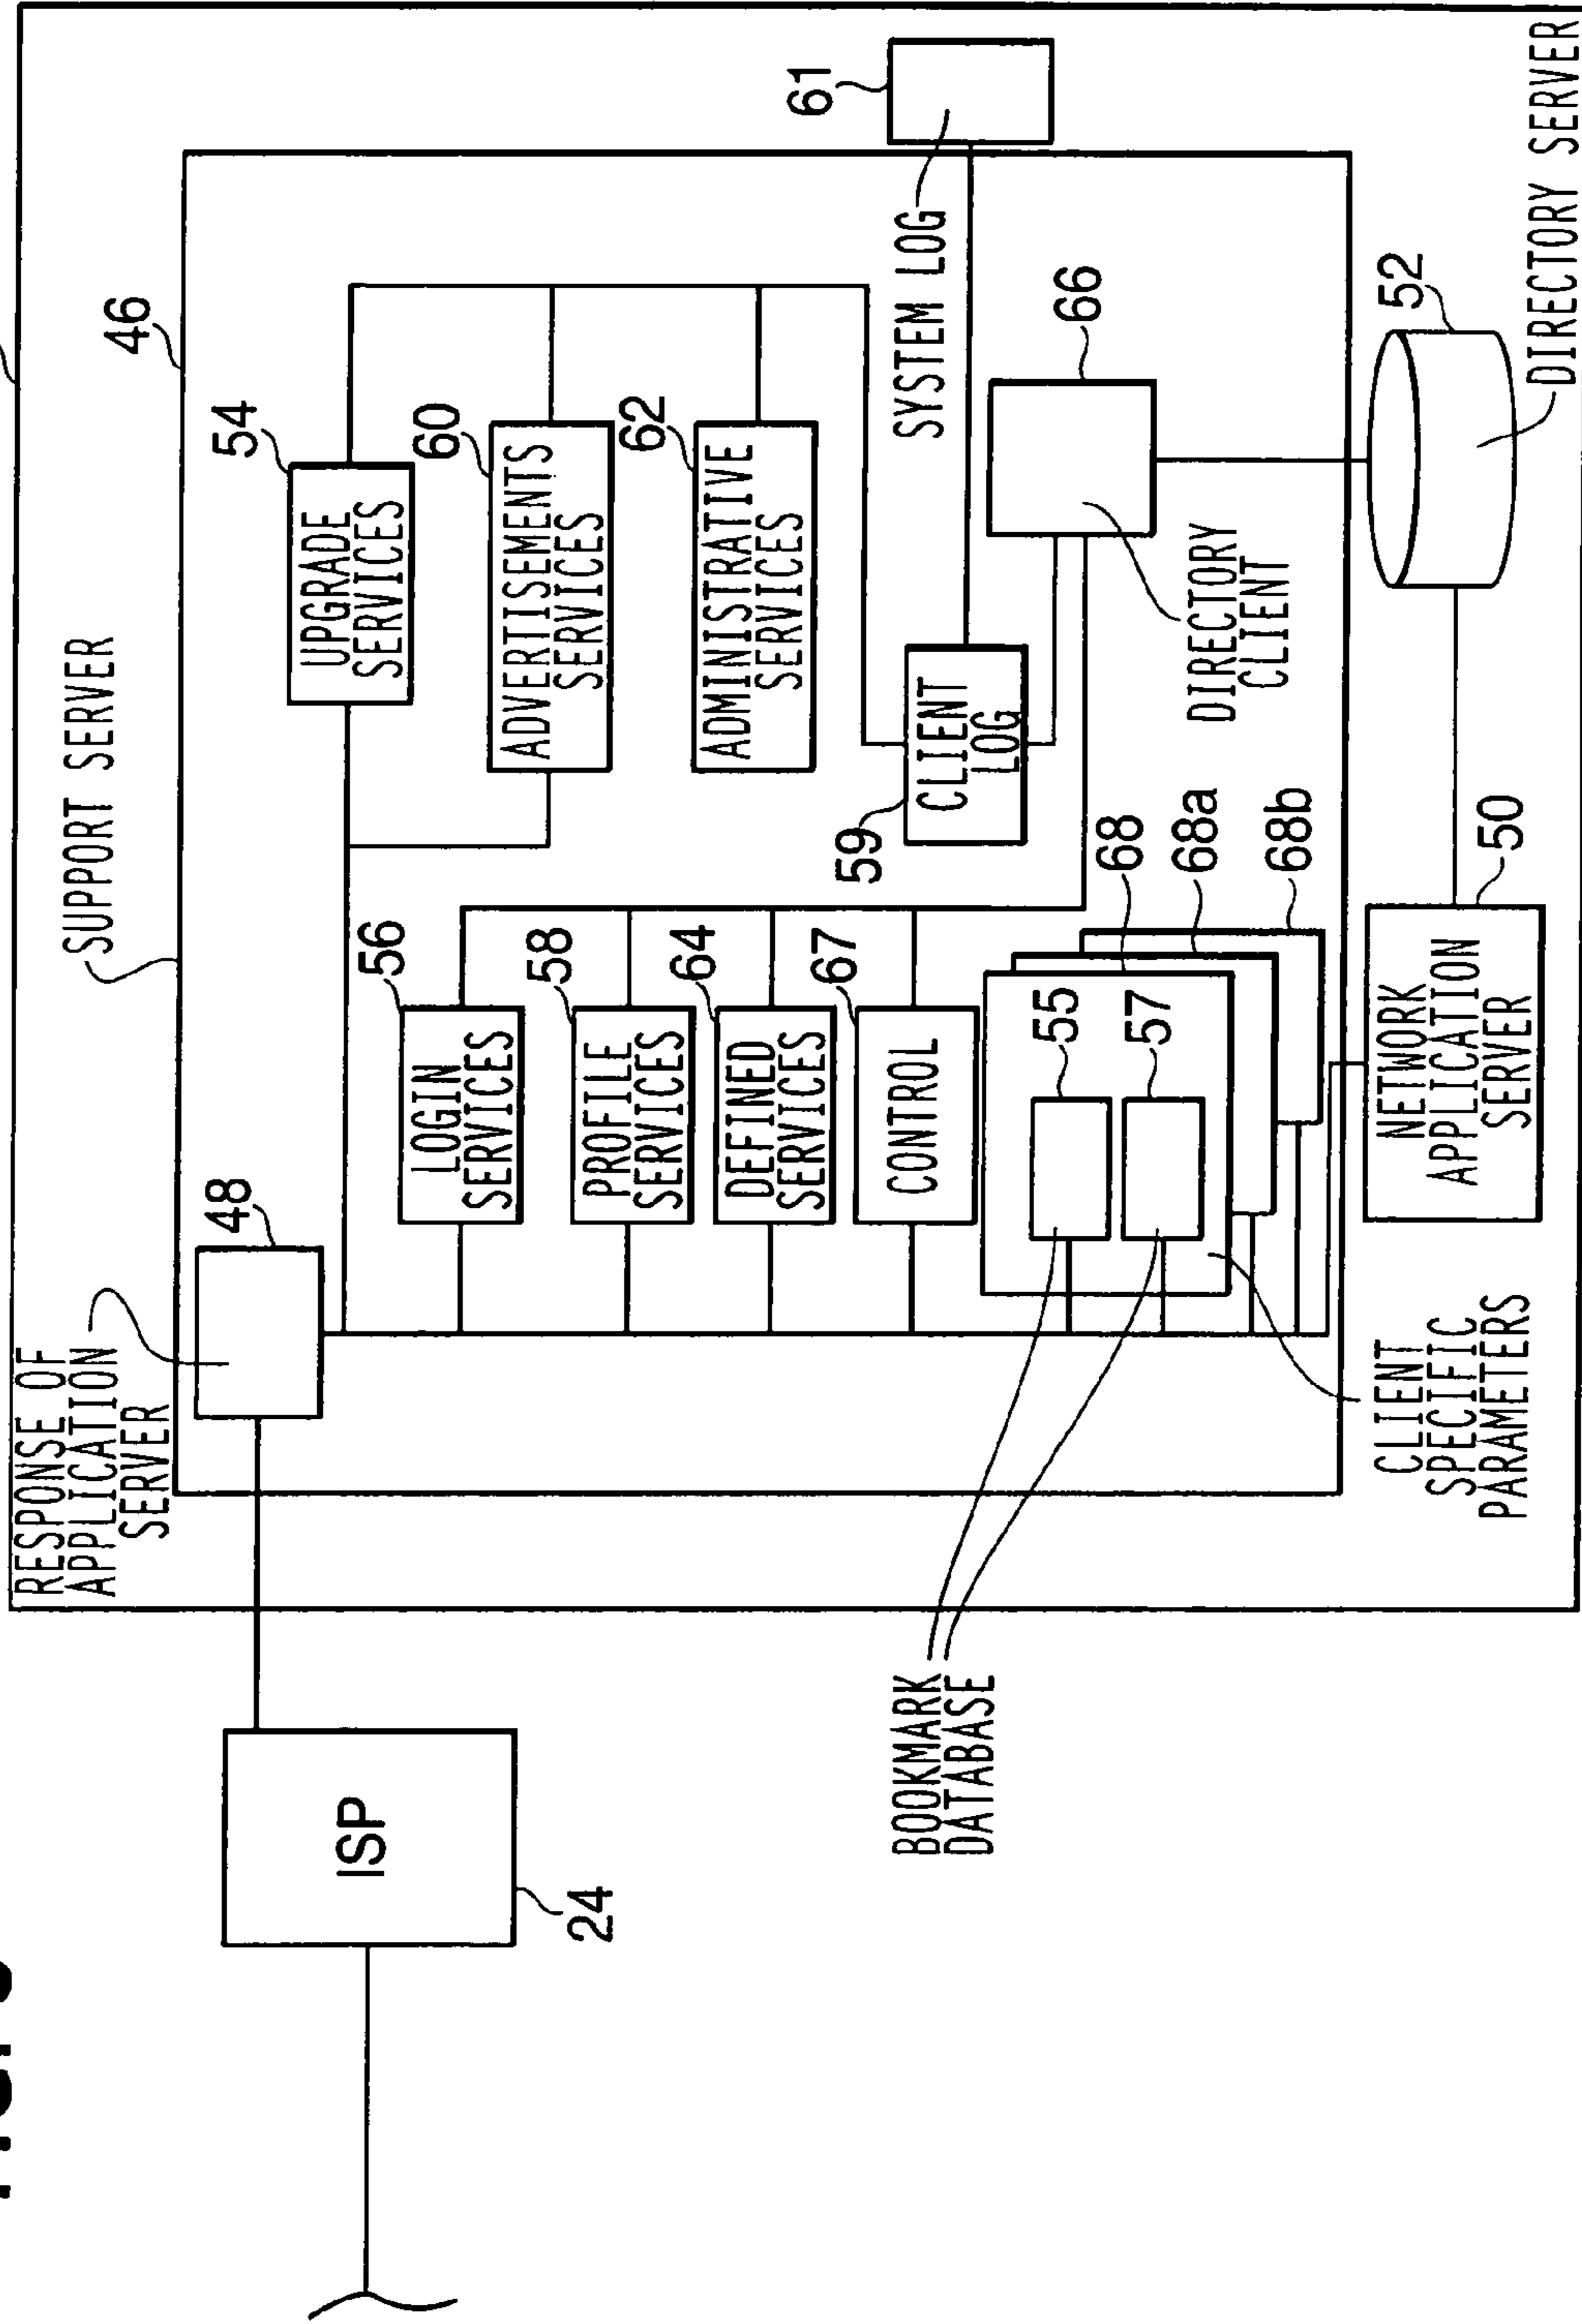 RESPONSE OF
APPLICATION
SERVER
SUPPORT SERVER
46
48
54
UPGRADE
SERVICES
60
ADVERTISEMENTS
SERVICES
62
ADMINISTRATIVE
SERVICES
56
LOGIN
SERVICES
58
PROFILE
SERVICES
64
DEFINED
SERVICES
67
CONTROL
59
CLIENT
LOG
SYSTEM LOG
61
66
DIRECTORY
CLIENT
68
68a
68b
55
57
ISP
24
BOOKMARK
DATABASE
CLIENT
SPECIFIC
PARAMETERS
NETWORK
APPLICATION
SERVER
50
52
DIRECTORY SERVER